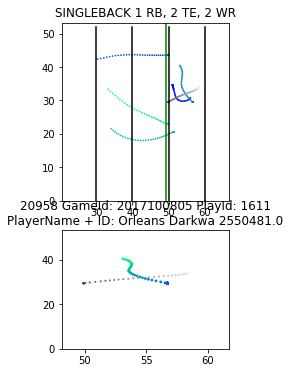 SINGLEBACK 1 RB, 2 TE, 2 WR
50
40
30
20
10
0
30 40 50 60
20958 GameId: 2017100805 PlayId: 1611
PlayerName + ID: Orleans Darkwa 2550481.0
40
20
0
50 55 60